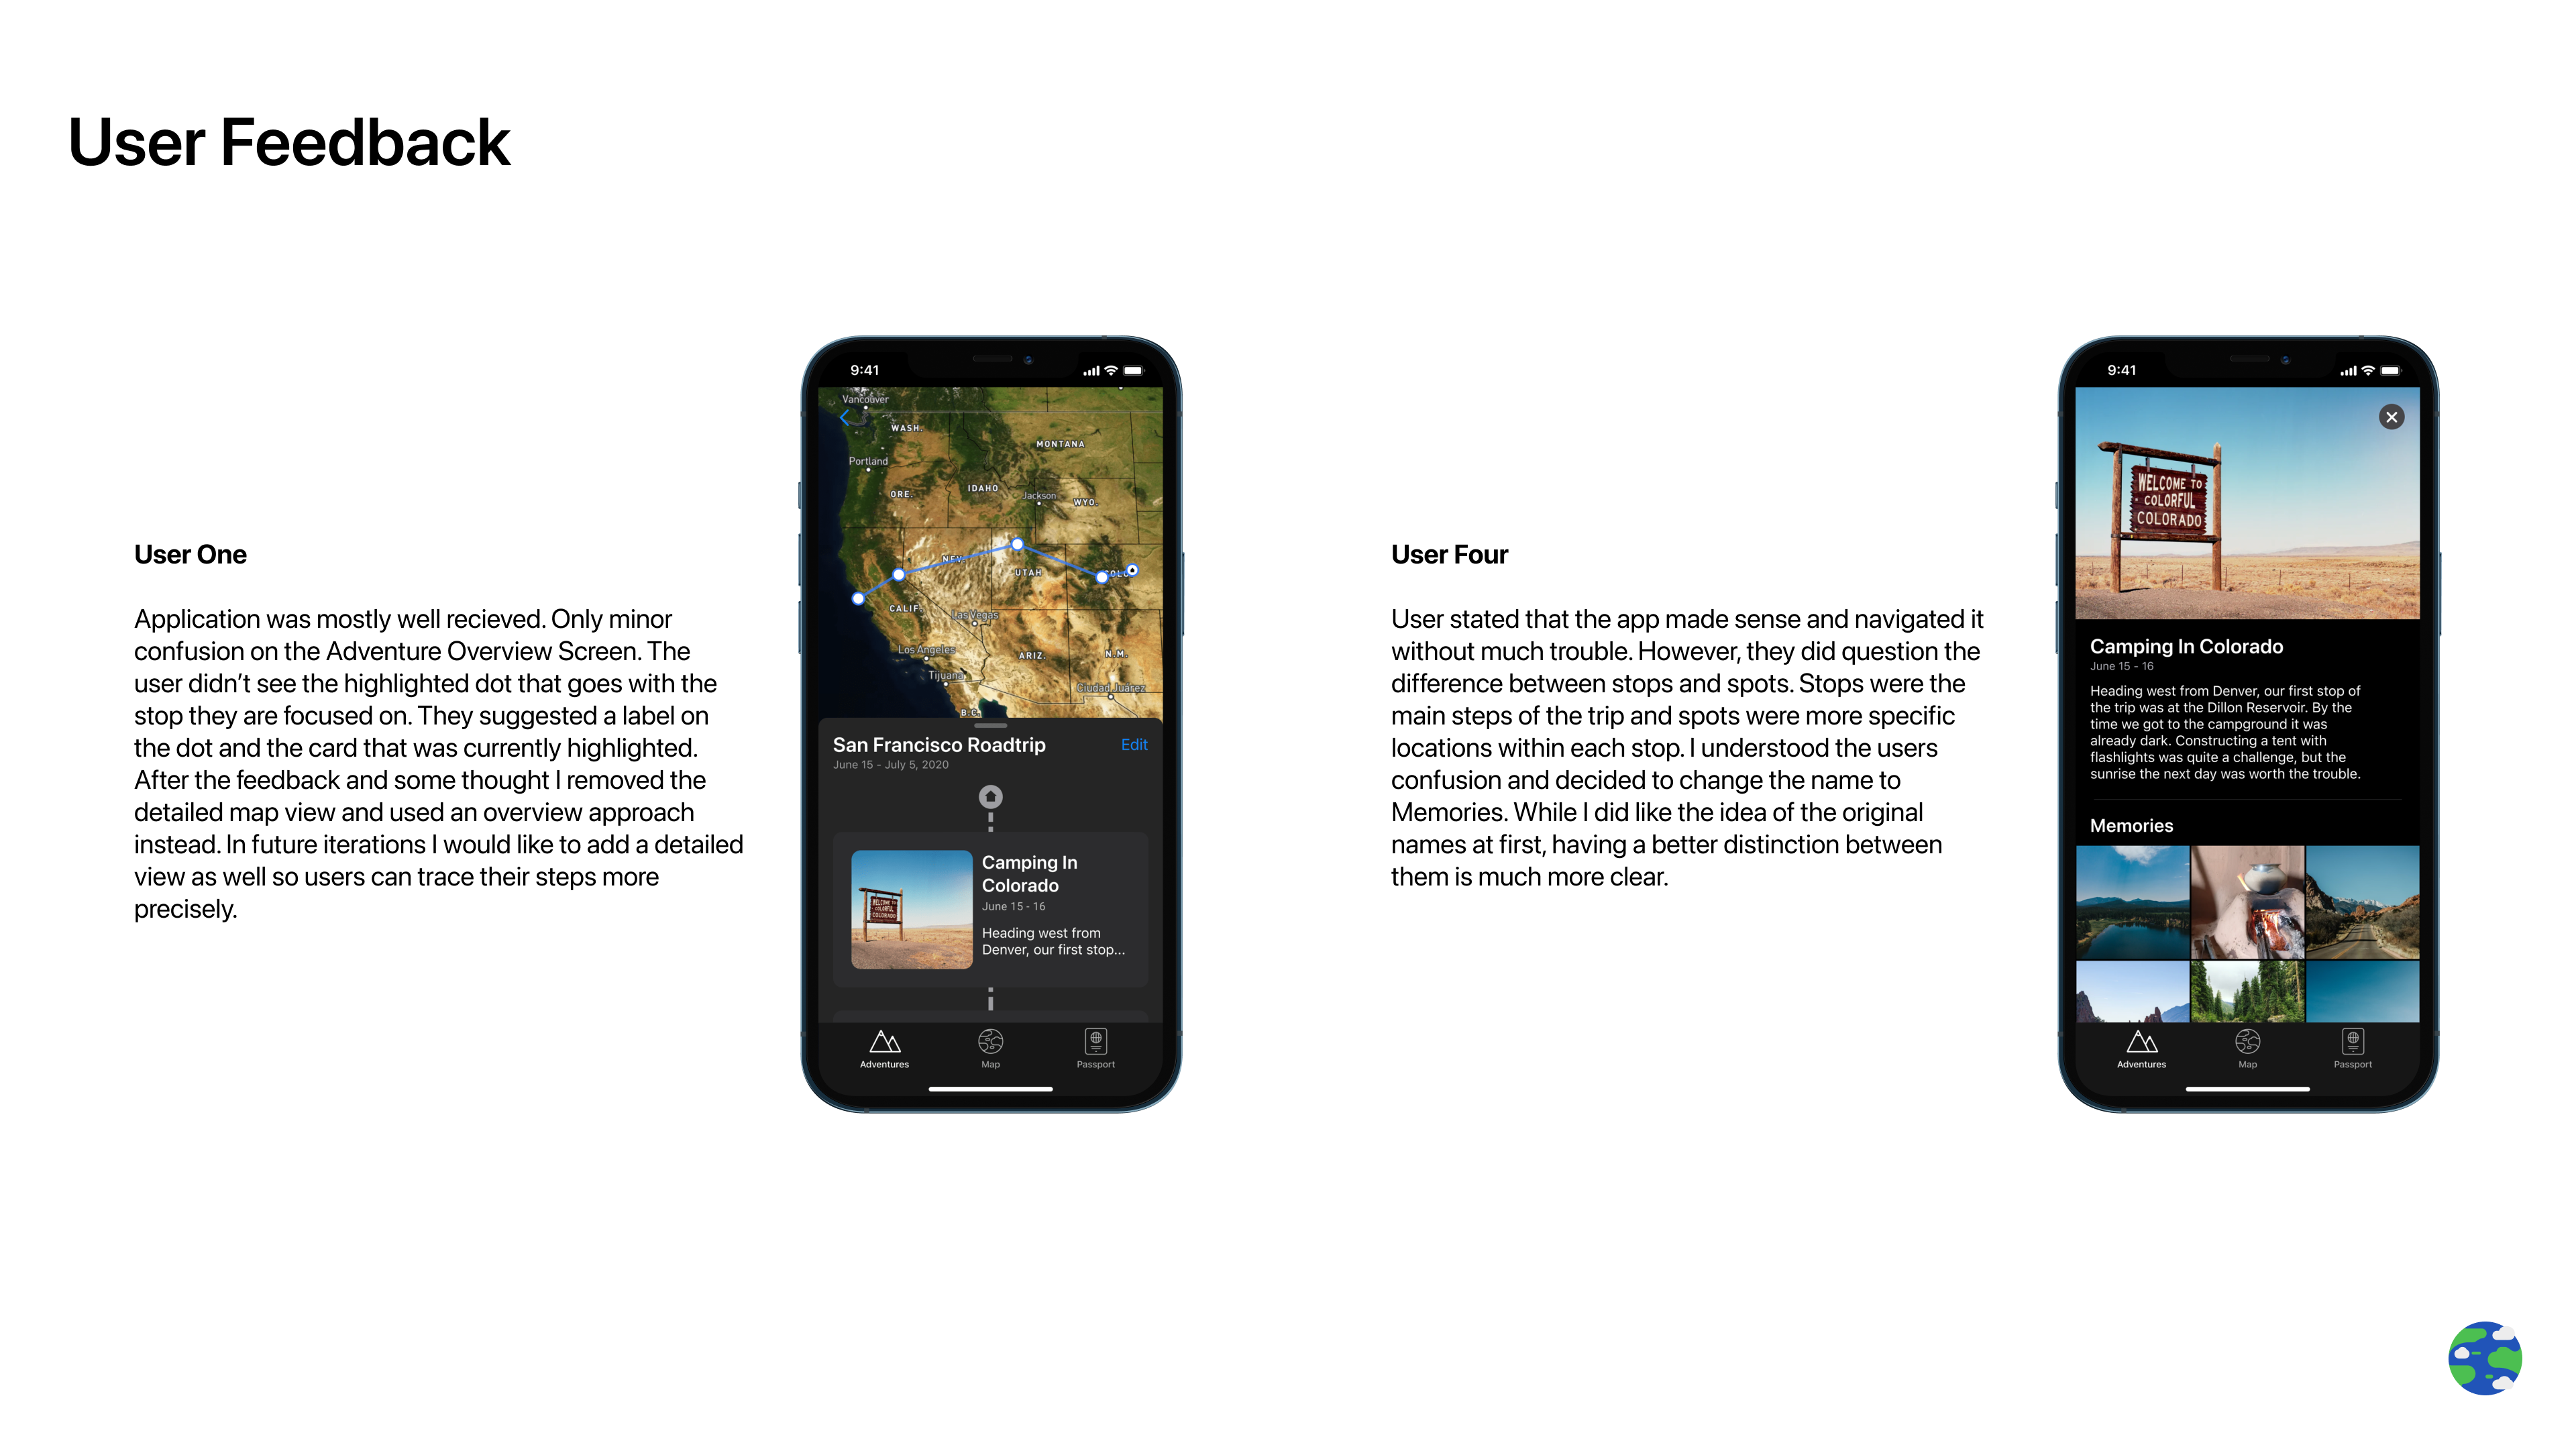 User Feedback
User One
Application was mostly well recieved. Only minor
confusion on the Adventure Overview Screen. The
user didn’t see the highlighted dot that goes with the
stop they are focused on. They suggested a label on
the dot and the card that was currently highlighted.
After the feedback and some thought I removed the
detailed map view and used an overview approach
instead. In future iterations I would like to add a detailed
view as well so users can trace their steps more
precisely.
9:41
Vancouver
WASH.
MONTANA
Portland
ORE.
IDAHO
Jackson
WYO.
NEV.
UTAH
COLO.
CALIF.
Las Vegas
Los Angeles
ARIZ.
N.M.
Tijuana
Ciudad Juárez
B.C.
San Francisco Roadtrip
Edit
June 15 - July 5, 2020
Camping In
Colorado
June 15 - 16
Heading west from
Denver, our first stop...
WELCOME TO
COLORFUL
COLORADO
Adventures
Map
Passport
User Four
User stated that the app made sense and navigated it
without much trouble. However, they did question the
difference between stops and spots. Stops were the
main steps of the trip and spots were more specific
locations within each stop. I understood the users
confusion and decided to change the name to
Memories. While I did like the idea of the original
names at first, having a better distinction between
them is much more clear.
9:41
WELCOME TO
COLORFUL
COLORADO
Camping In Colorado
June 15 - 16
Heading west from Denver, our first stop of
the trip was at the Dillon Reservoir. By the
time we got to the campground it was
already dark. Constructing a tent with
flashlights was quite a challenge, but the
sunrise the next day was worth the trouble.
Memories
Adventures
Map
Passport